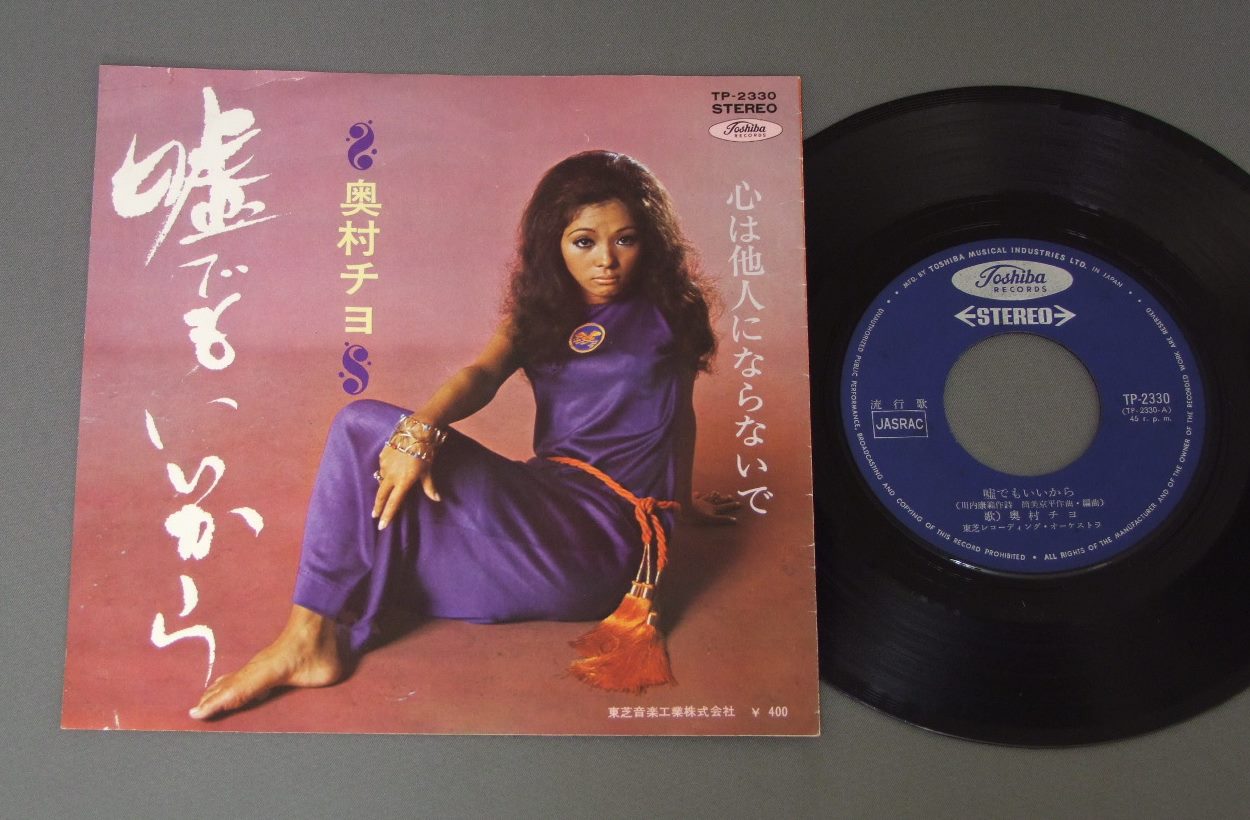 嘘でもいいから
奥村チヨ
心は他人にならないで
TP-2330
STEREO
Toshiba
RECORDS
東芝音楽工業株式会社 ¥ 400
MFD. BY TOSHIBA MUSICAL INDUSTRIES LTD. IN JAPAN
Toshiba
RECORDS
STEREO
流行歌
JASRAC
TP-2330
(TP-2330-A)
45 r.p.m.
嘘でもいいから
(川内康範作詩 筒美京平作曲・編曲)
歌) 奥村チヨ
東芝レコーディング・オーケストラ
UNAUTHORIZED PUBLIC PERFORMANCE, BROADCASTING AND COPYING OF THIS RECORD PROHIBITED • ALL RIGHTS OF THE MANUFACTURER AND OF THE OWNER OF THE RECORDED WORK ARE RESERVED